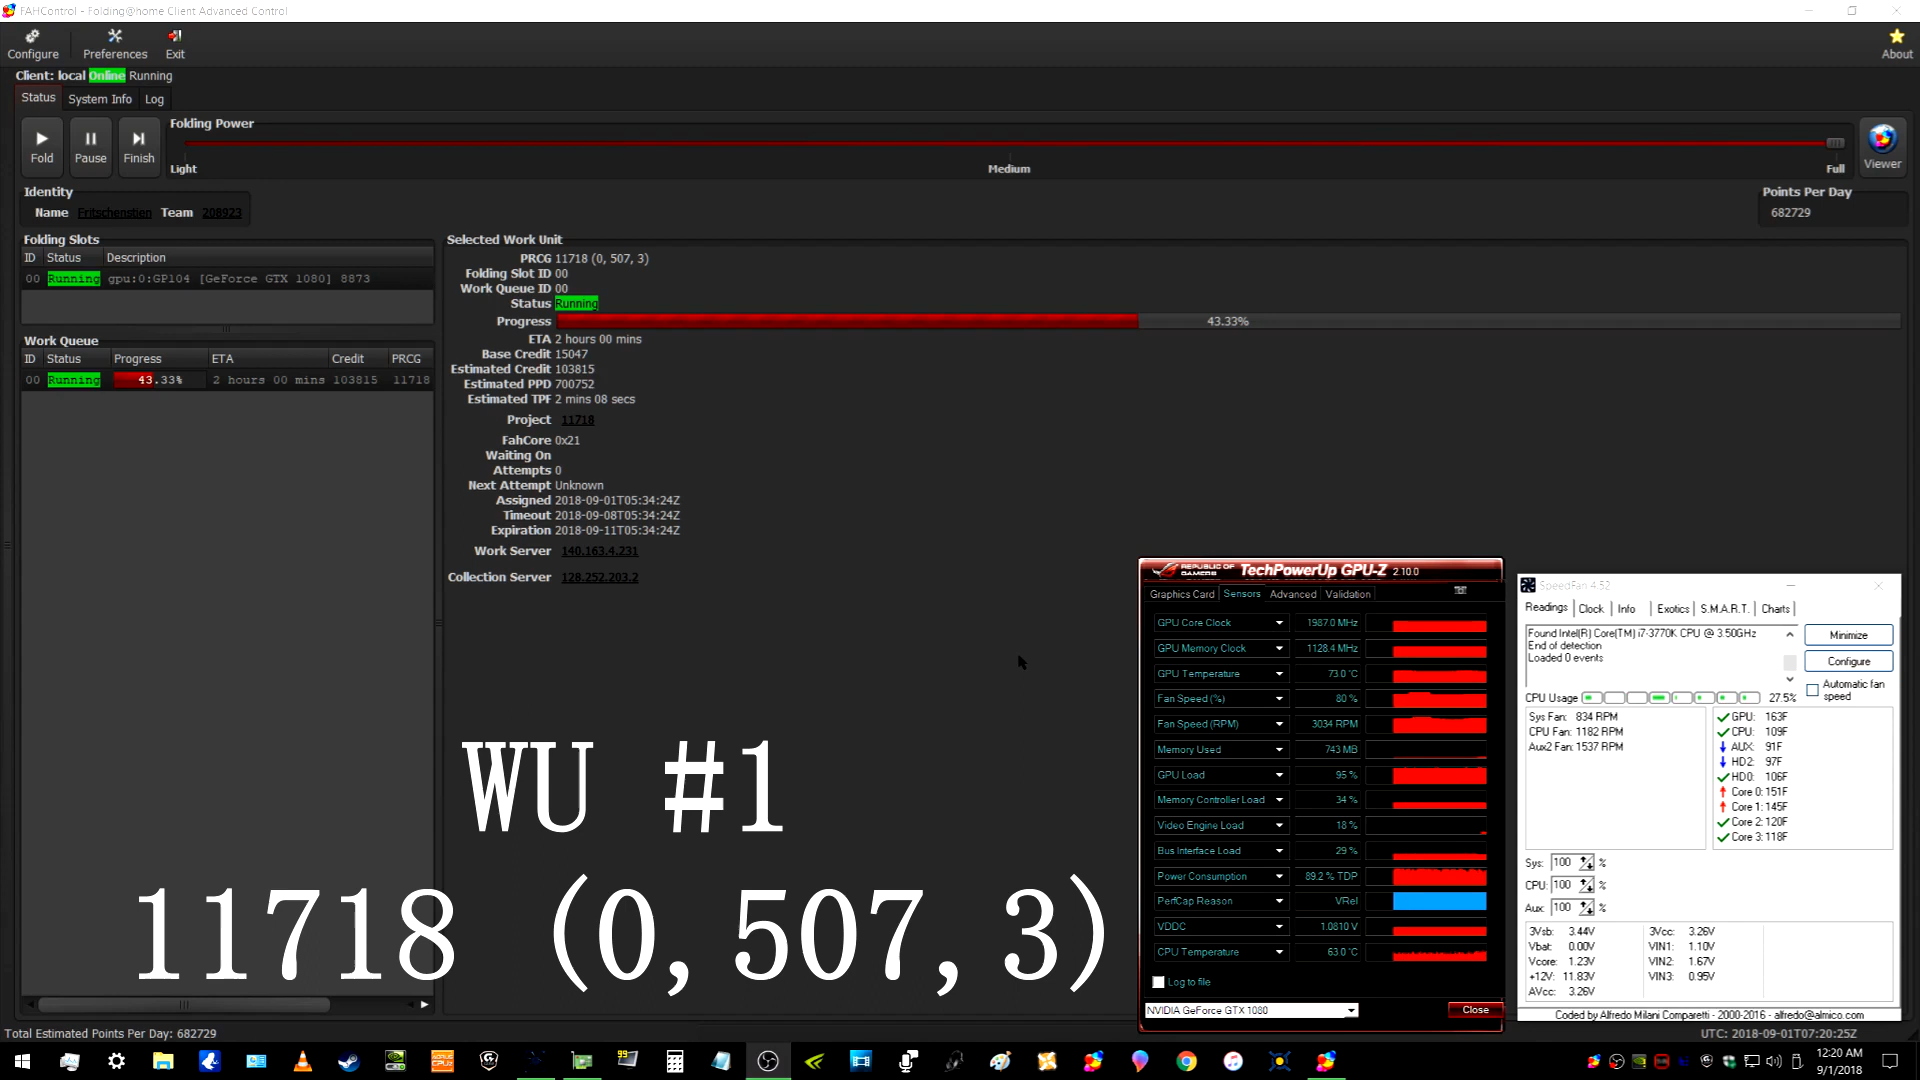 FAHControl - Folding@home Client Advanced Control
Configure Preferences Exit About
Client: local Online Running
Status System Info Log
Fold Pause Finish
Folding Power
Light Medium Full
Viewer
Identity
Name Fritschenstien Team 208923
Points Per Day
682729
Folding Slots
ID Status Description
00 Running gpu:0:GP104 [GeForce GTX 1080] 8873
Work Queue
ID Status Progress ETA Credit PRCG
00 Running 43.33% 2 hours 00 mins 103815 11718
Selected Work Unit
PRCG 11718 (0, 507, 3)
Folding Slot ID 00
Work Queue ID 00
Status Running
Progress 43.33%
ETA 2 hours 00 mins
Base Credit 15047
Estimated Credit 103815
Estimated PPD 700752
Estimated TPF 2 mins 08 secs
Project 11718
FahCore 0x21
Waiting On
Attempts 0
Next Attempt Unknown
Assigned 2018-09-01T05:34:24Z
Timeout 2018-09-08T05:34:24Z
Expiration 2018-09-11T05:34:24Z
Work Server 140.163.4.231
Collection Server 128.252.203.2
WU #1
11718 (0,507,3)
REPUBLIC OF GAMERS TechPowerUp GPU-Z 2.10.0
Graphics Card Sensors Advanced Validation
GPU Core Clock 1987.0 MHz
GPU Memory Clock 1128.4 MHz
GPU Temperature 73.0 °C
Fan Speed (%) 80 %
Fan Speed (RPM) 3034 RPM
Memory Used 743 MB
GPU Load 95 %
Memory Controller Load 34 %
Video Engine Load 18 %
Bus Interface Load 29 %
Power Consumption 89.2 % TDP
PerfCap Reason VRel
VDDC 1.0810 V
CPU Temperature 63.0 °C
Log to file
NVIDIA GeForce GTX 1080 Close
SpeedFan 4.52
Readings Clock Info Exotics S.M.A.R.T. Charts
Found Intel(R) Core(TM) i7-3770K CPU @ 3.50GHz
End of detection
Loaded 0 events
Minimize
Configure
Automatic fan speed
CPU Usage 27.5%
Sys Fan: 834 RPM
CPU Fan: 1182 RPM
Aux2 Fan: 1537 RPM
GPU: 163F
CPU: 109F
AUX: 91F
HD2: 97F
HD0: 106F
Core 0: 151F
Core 1: 145F
Core 2: 120F
Core 3: 118F
Sys: 100 %
CPU: 100 %
Aux: 100 %
3Vsb: 3.44V 3Vcc: 3.26V
Vbat: 0.00V VIN1: 1.10V
Vcore: 1.23V VIN2: 1.67V
+12V: 11.83V VIN3: 0.95V
AVcc: 3.26V
Coded by Alfredo Milani Comparetti - 2000-2016 - alfredo@almico.com
Total Estimated Points Per Day: 682729
UTC: 2018-09-01T07:20:25Z
12:20 AM
9/1/2018